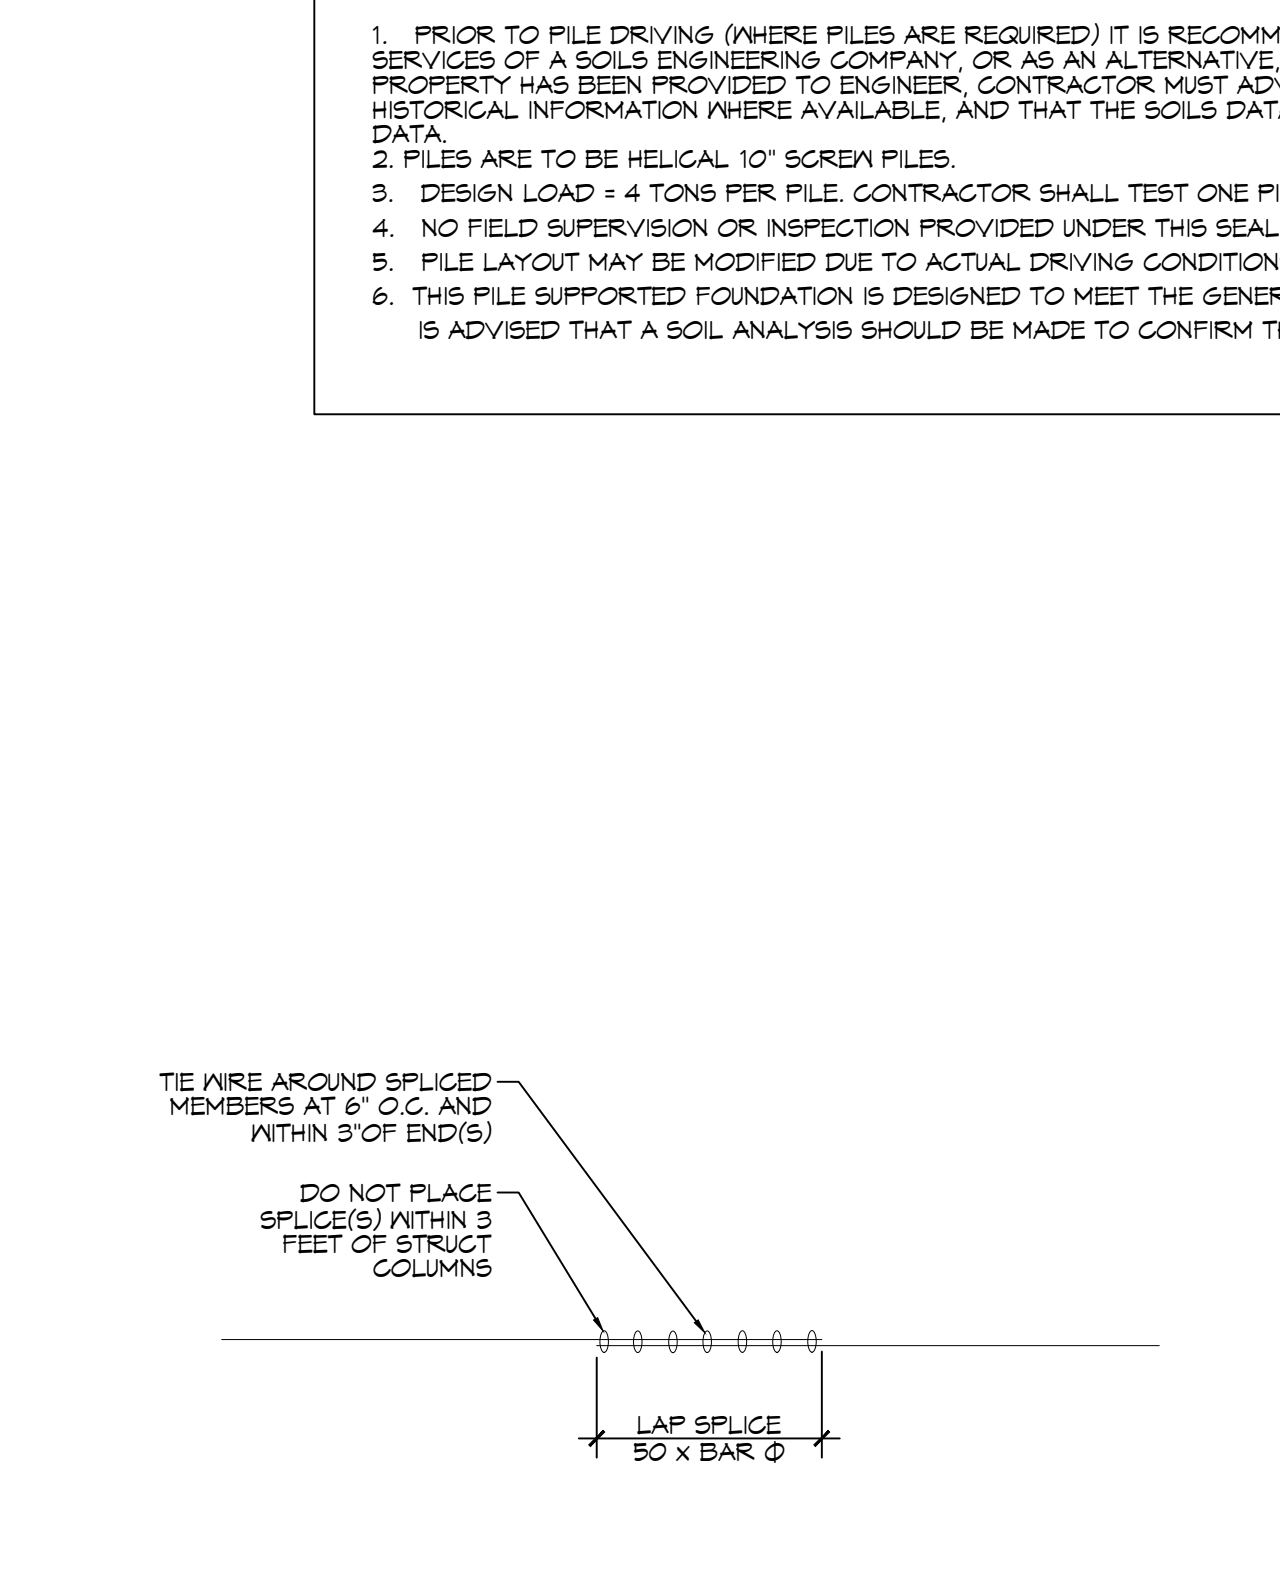 1. PRIOR TO PILE DRIVING (WHERE PILES ARE REQUIRED) IT IS RECOMM
SERVICES OF A SOILS ENGINEERING COMPANY, OR AS AN ALTERNATIVE,
PROPERTY HAS BEEN PROVIDED TO ENGINEER, CONTRACTOR MUST ADV
HISTORICAL INFORMATION WHERE AVAILABLE, AND THAT THE SOILS DATA
DATA.
2. PILES ARE TO BE HELICAL 10" SCREW PILES.
3. DESIGN LOAD = 4 TONS PER PILE. CONTRACTOR SHALL TEST ONE PI
4. NO FIELD SUPERVISION OR INSPECTION PROVIDED UNDER THIS SEAL
5. PILE LAYOUT MAY BE MODIFIED DUE TO ACTUAL DRIVING CONDITION
6. THIS PILE SUPPORTED FOUNDATION IS DESIGNED TO MEET THE GENER
IS ADVISED THAT A SOIL ANALYSIS SHOULD BE MADE TO CONFIRM T
TIE WIRE AROUND SPLICED
MEMBERS AT 6" O.C. AND
WITHIN 3"OF END(S)
DO NOT PLACE
SPLICE(S) WITHIN 3
FEET OF STRUCT
COLUMNS
LAP SPLICE
50 x BAR Φ